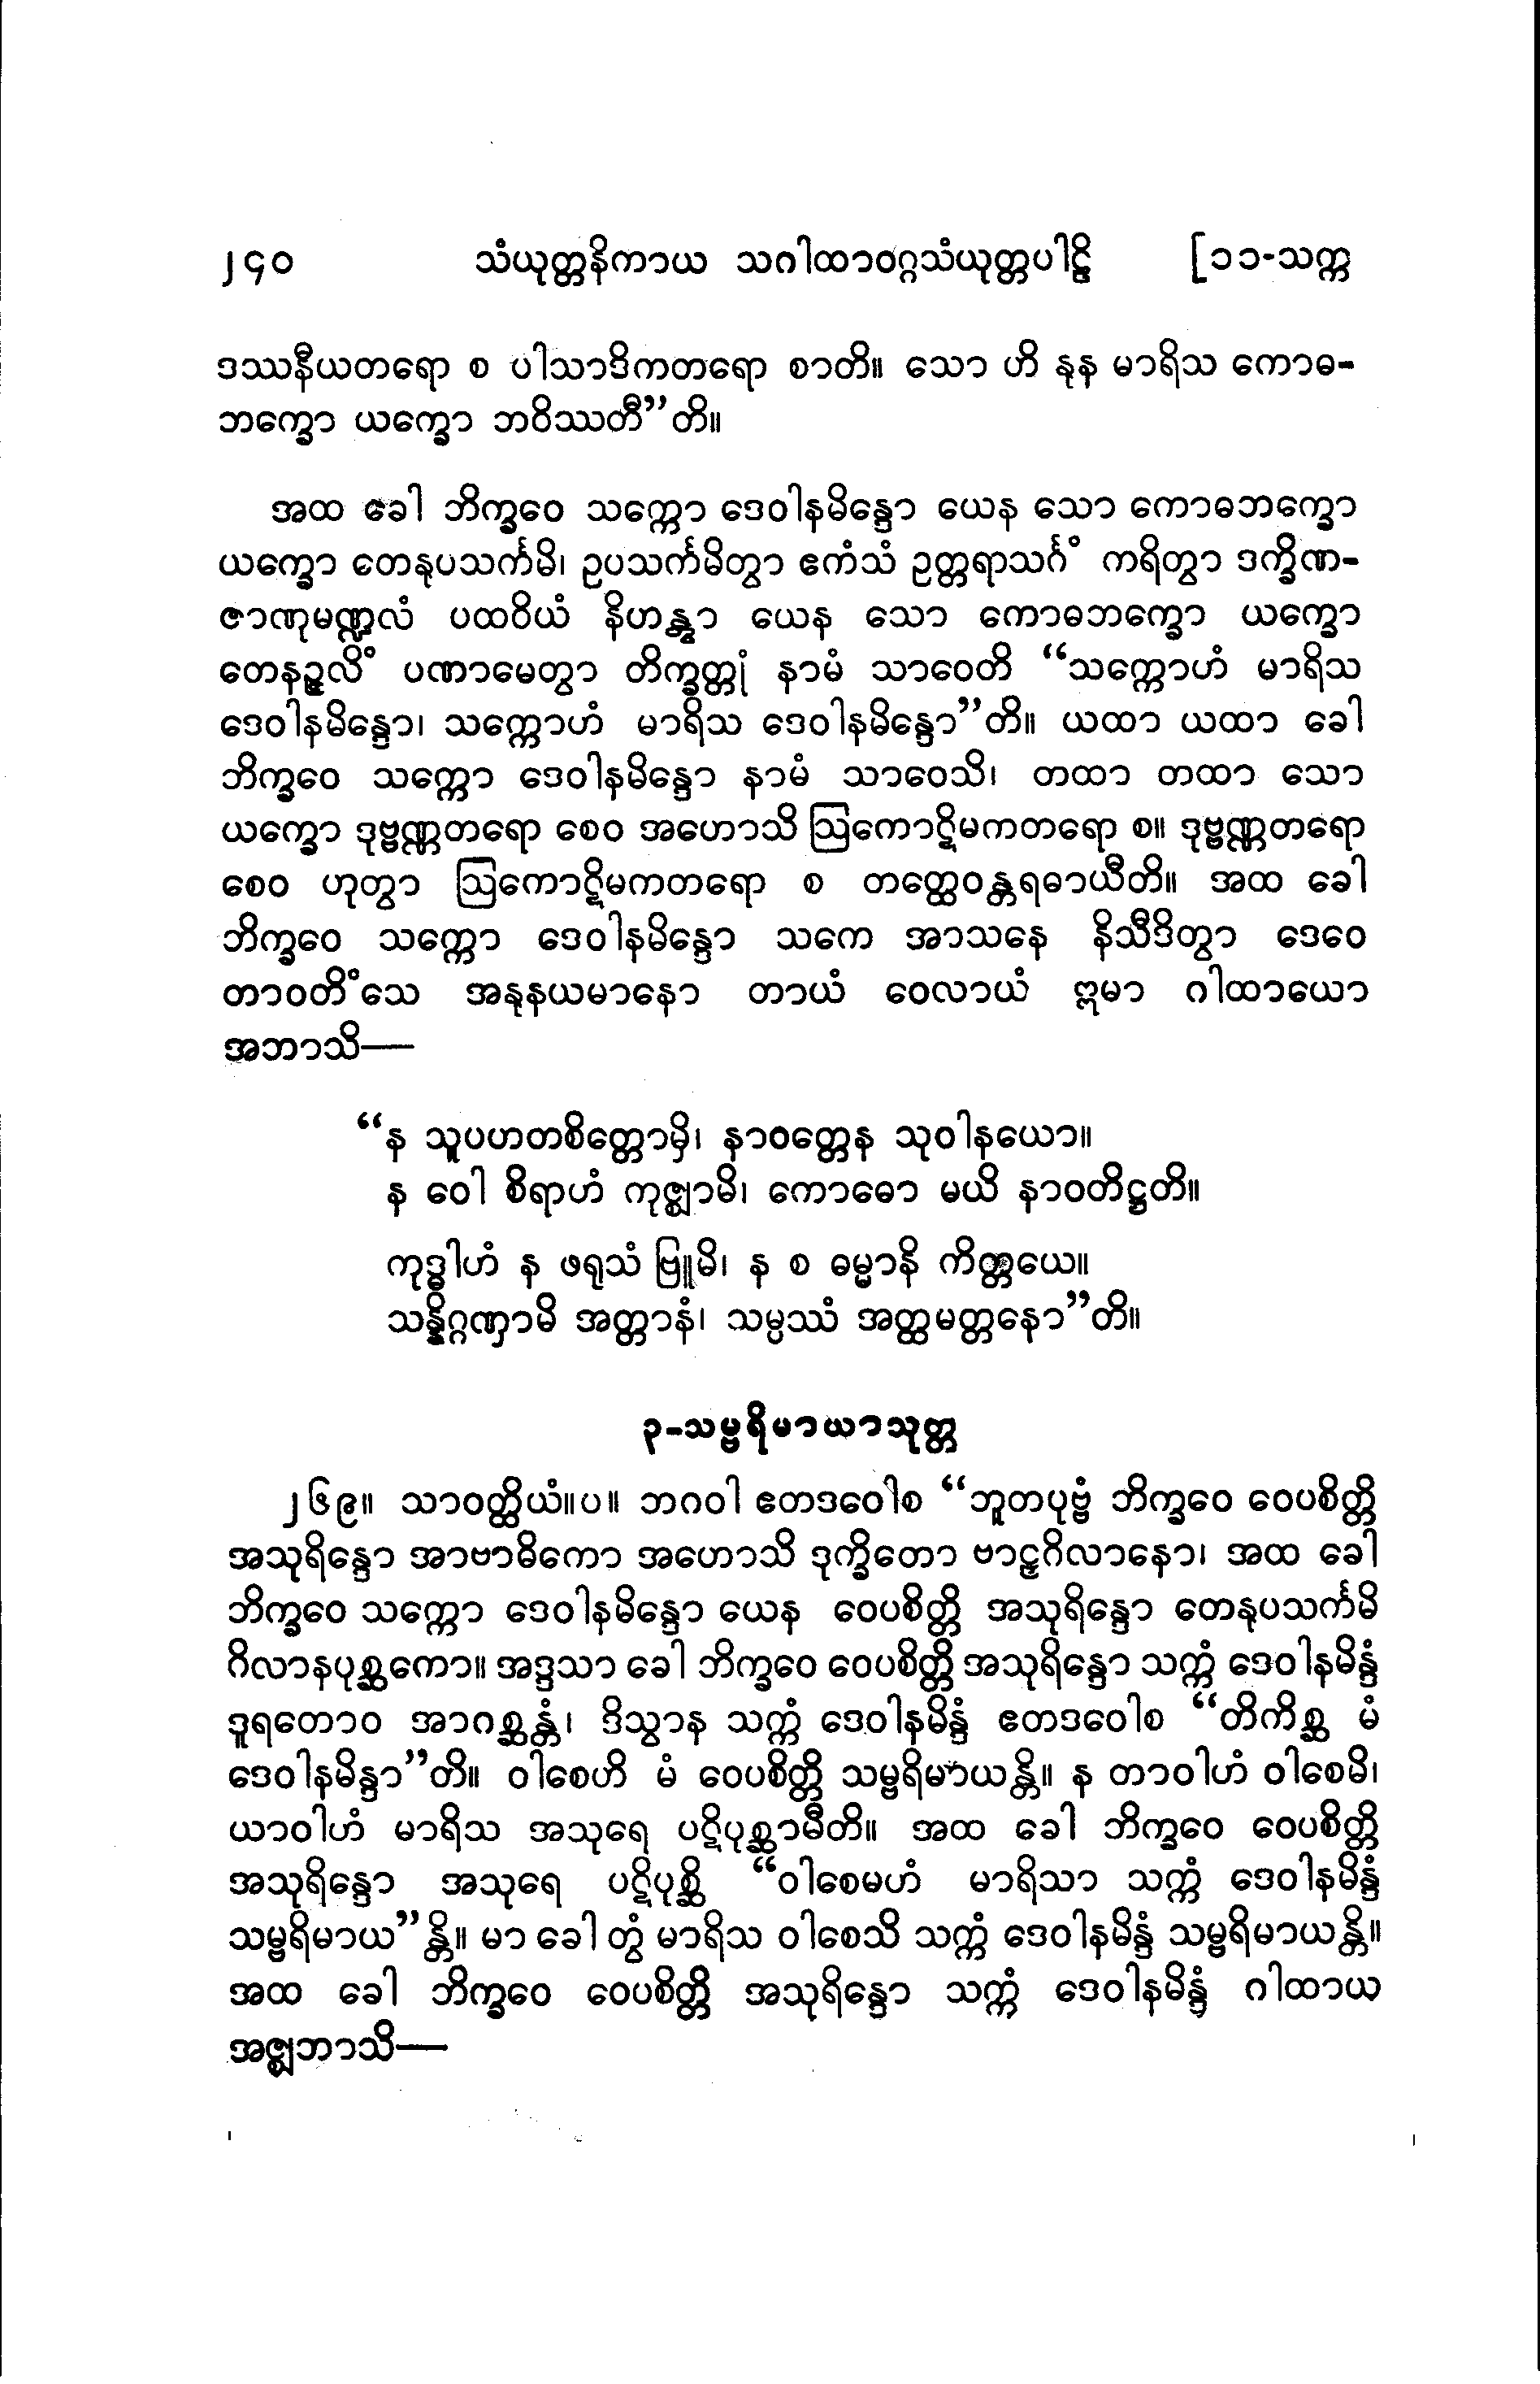 ၂၄၀ သံယုတ္တနိကာယ သဂါထာဝဂ္ဂသံယုတ္တပါဠိ [၁၁-သက္က
ဒဿနီယတရော စ ပါသာဒိကတရော စာတိ။ သော ဟိ နုန မာရိသ ကောဓ-
ဘက္ခော ယက္ခော ဘဝိဿတီ”တိ။
အထ ခေါ ဘိက္ခဝေ သက္ကော ဒေဝါနမိန္ဒော ယေန သော ကောဓဘက္ခော
ယက္ခော တေနုပသင်္ကမိ၊ ဥပသင်္ကမိတွာ ဧကံသံ ဥတ္တရာသင်္ဂံ ကရိတွာ ဒက္ခိဏ-
ဇာဏုမဏ္ဍလံ ပထဝိယံ နိဟန္တွာ ယေန သော ကောဓဘက္ခော ယက္ခော
တေနဉ္ဇလိံ ပဏာမေတွာ တိက္ခတ္တုံ နာမံ သာဝေတိ “သက္ကောဟံ မာရိသ
ဒေဝါနမိန္ဒော၊ သက္ကောဟံ မာရိသ ဒေဝါနမိန္ဒော”တိ။ ယထာ ယထာ ခေါ
ဘိက္ခဝေ သက္ကော ဒေဝါနမိန္ဒော နာမံ သာဝေသိ၊ တထာ တထာ သော
ယက္ခော ဒုဗ္ဗဏ္ဏတရော စေဝ အဟောသိ ဩကောဋိမကတရော စ။ ဒုဗ္ဗဏ္ဏတရော
စေဝ ဟုတွာ ဩကောဋိမကတရော စ တတ္ထေဝန္တရဓာယီတိ။ အထ ခေါ
ဘိက္ခဝေ သက္ကော ဒေဝါနမိန္ဒော သကေ အာသနေ နိသီဒိတွာ ဒေဝေ
တာဝတိံသေ အနုနယမာနော တာယံ ဝေလာယံ ဣမာ ဂါထာယော
အဘာသိ—
“န သူပဟတစိတ္တောမှိ၊ နာဝတ္တေန သုဝါနယော။
န ဝေါ စိရာဟံ ကုဇ္ဈာမိ၊ ကောဓော မယိ နာဝတိဋ္ဌတိ။
ကုဒ္ဓါဟံ န ဖရုသံ ဗြူမိ၊ န စ ဓမ္မာနိ ကိတ္တယေ။
သန္နိဂ္ဂဏှာမိ အတ္တာနံ၊ သမ္ပဿံ အတ္ထမတ္တနော”တိ။
၃-သမ္ဗရိမာယာသုတ္တ
၂၆၉။ သာဝတ္ထိယံ။ပ။ ဘဂဝါ ဧတဒဝေါစ “ဘူတပုဗ္ဗံ ဘိက္ခဝေ ဝေပစိတ္တိ
အသုရိန္ဒော အာဗာဓိကော အဟောသိ ဒုက္ခိတော ဗာဠှဂိလာနော၊ အထ ခေါ
ဘိက္ခဝေ သက္ကော ဒေဝါနမိန္ဒော ယေန ဝေပစိတ္တိ အသုရိန္ဒော တေနုပသင်္ကမိ
ဂိလာနပုစ္ဆကော။ အဒ္ဒသာ ခေါ ဘိက္ခဝေ ဝေပစိတ္တိ အသုရိန္ဒော သက္ကံ ဒေဝါနမိန္ဒံ
ဒူရတောဝ အာဂစ္ဆန္တံ၊ ဒိသွာန သက္ကံ ဒေဝါနမိန္ဒံ ဧတဒဝေါစ “တိကိစ္ဆ မံ
ဒေဝါနမိန္ဒာ”တိ။ ဝါစေဟိ မံ ဝေပစိတ္တိ သမ္ဗရိမာယန္တိ။ န တာဝါဟံ ဝါစေမိ၊
ယာဝါဟံ မာရိသ အသုရေ ပဋိပုစ္ဆာမီတိ။ အထ ခေါ ဘိက္ခဝေ ဝေပစိတ္တိ
အသုရိန္ဒော အသုရေ ပဋိပုစ္ဆိ “ဝါစေမဟံ မာရိသာ သက္ကံ ဒေဝါနမိန္ဒံ
သမ္ဗရိမာယ”န္တိ။ မာ ခေါ တွံ မာရိသ ဝါစေသိ သက္ကံ ဒေဝါနမိန္ဒံ သမ္ဗရိမာယန္တိ။
အထ ခေါ ဘိက္ခဝေ ဝေပစိတ္တိ အသုရိန္ဒော သက္ကံ ဒေဝါနမိန္ဒံ ဂါထာယ
အဇ္ဈဘာသိ—